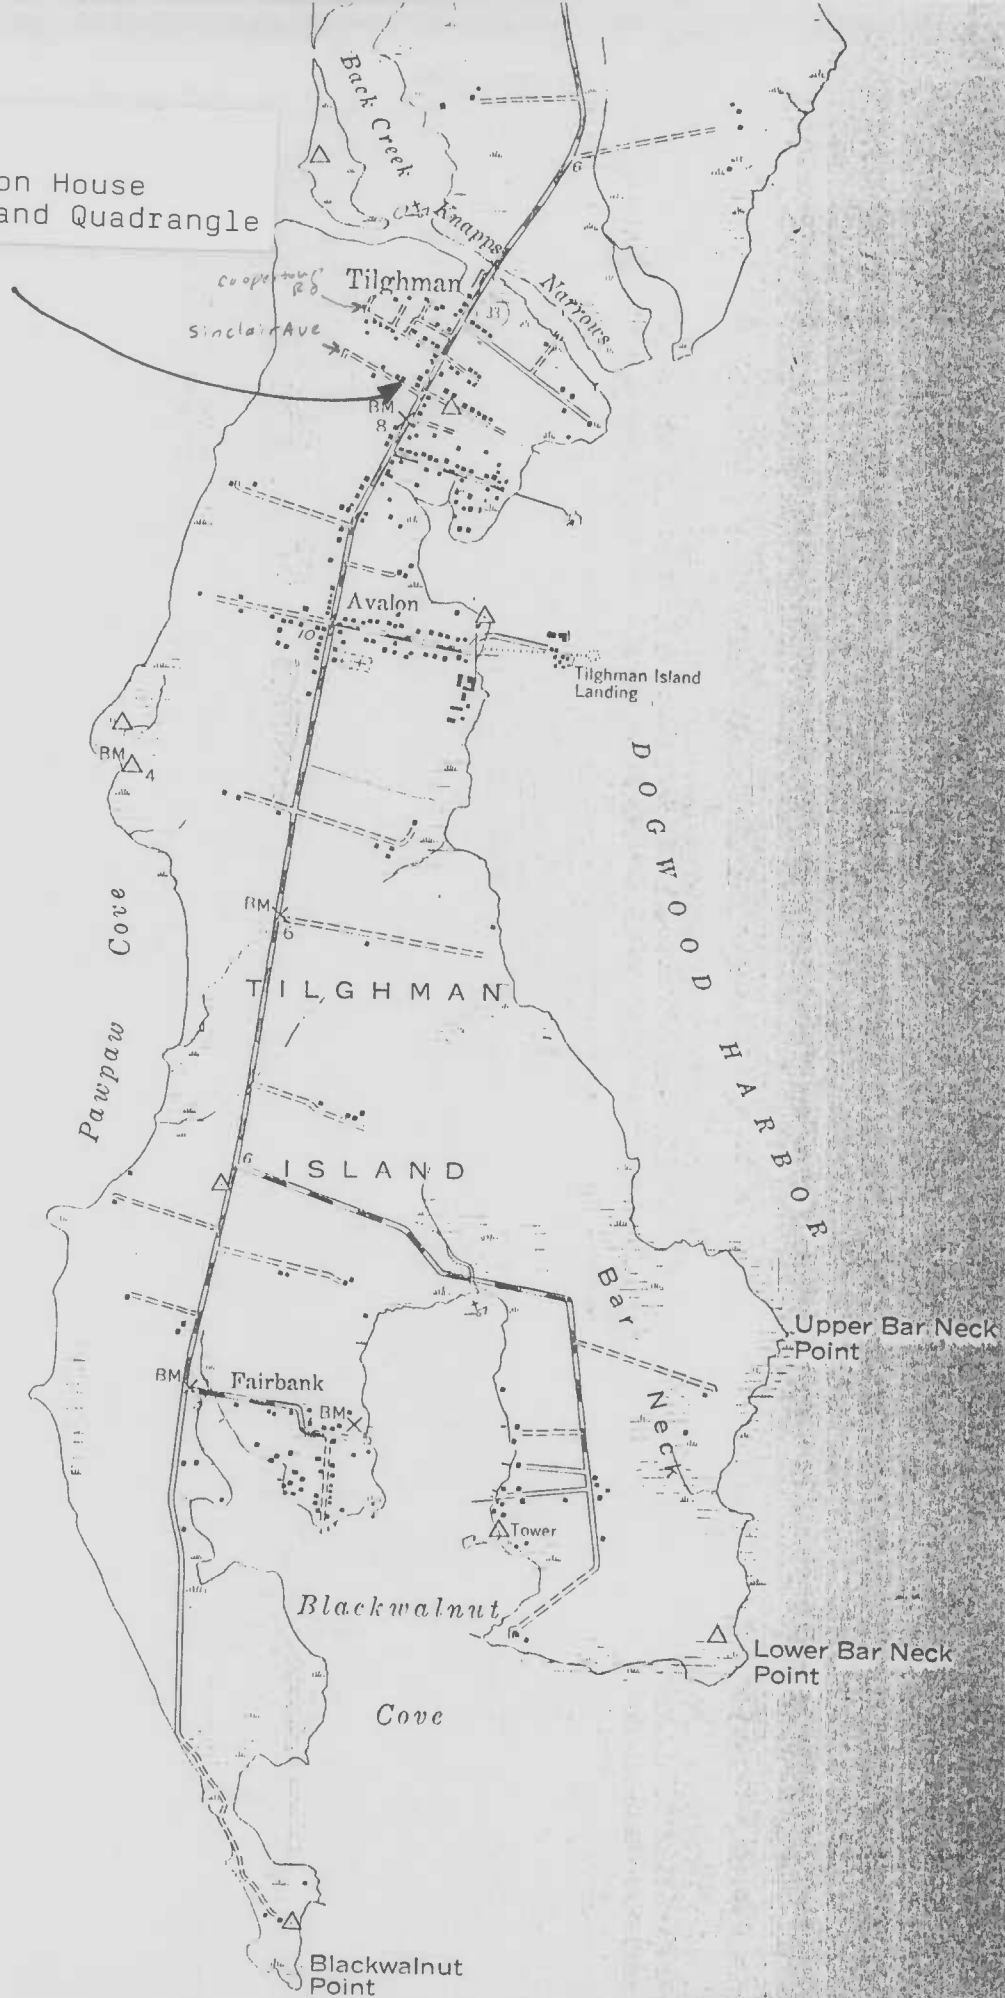 Back Creek
6
on House
and Quadrangle
Knapps
Narrows
Tilghman
33
Sinclair Ave
BM
8
Avalon
10
Tilghman Island
Landing
BM
4
DOGWOOD HARBOR
Pawpaw Cove
BM
6
TILGHMAN
ISLAND
6
Bar Neck
Upper Bar Neck
Point
BM
Fairbank
BM
Tower
Blackwalnut
Cove
Lower Bar Neck
Point
Blackwalnut
Point